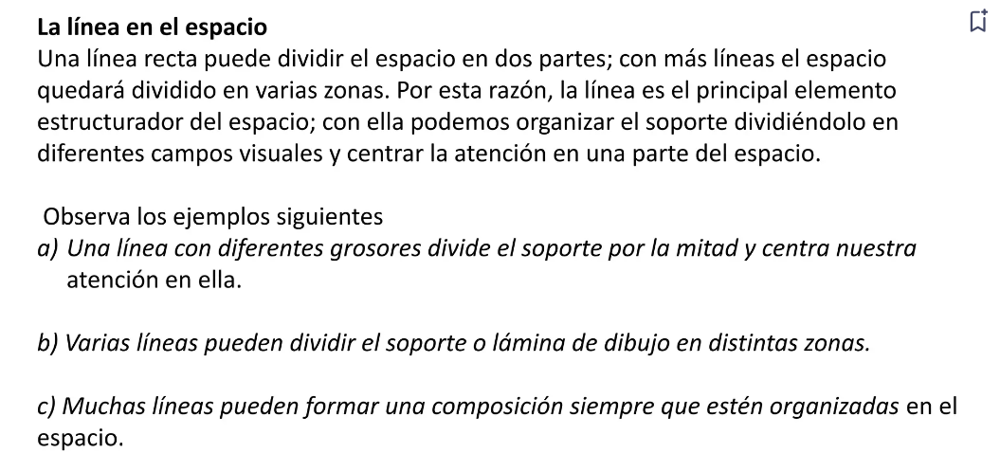 La línea en el espacio
Una línea recta puede dividir el espacio en dos partes; con más líneas el espacio
quedará dividido en varias zonas. Por esta razón, la línea es el principal elemento
estructurador del espacio; con ella podemos organizar el soporte dividiéndolo en
diferentes campos visuales y centrar la atención en una parte del espacio.
Observa los ejemplos siguientes
a) Una línea con diferentes grosores divide el soporte por la mitad y centra nuestra
atención en ella.
b) Varias líneas pueden dividir el soporte o lámina de dibujo en distintas zonas.
c) Muchas líneas pueden formar una composición siempre que estén organizadas en el
espacio.